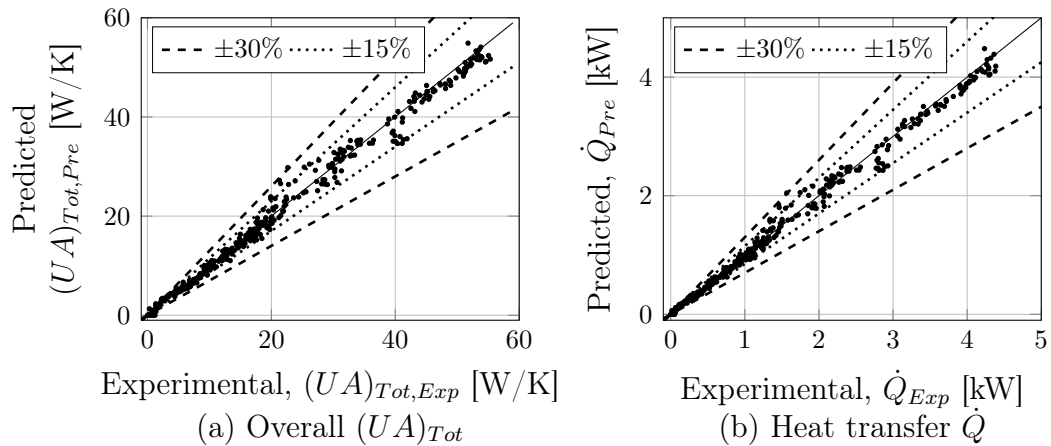 60
40
20
0
Predicted
(UA)Tot,Pre [W/K]
±30% ±15%
0 20 40 60
Experimental, (UA)Tot,Exp [W/K]
(a) Overall (UA)Tot
4
2
0
Predicted, Q̇Pre [kW]
±30% ±15%
0 1 2 3 4 5
Experimental, Q̇Exp [kW]
(b) Heat transfer Q̇